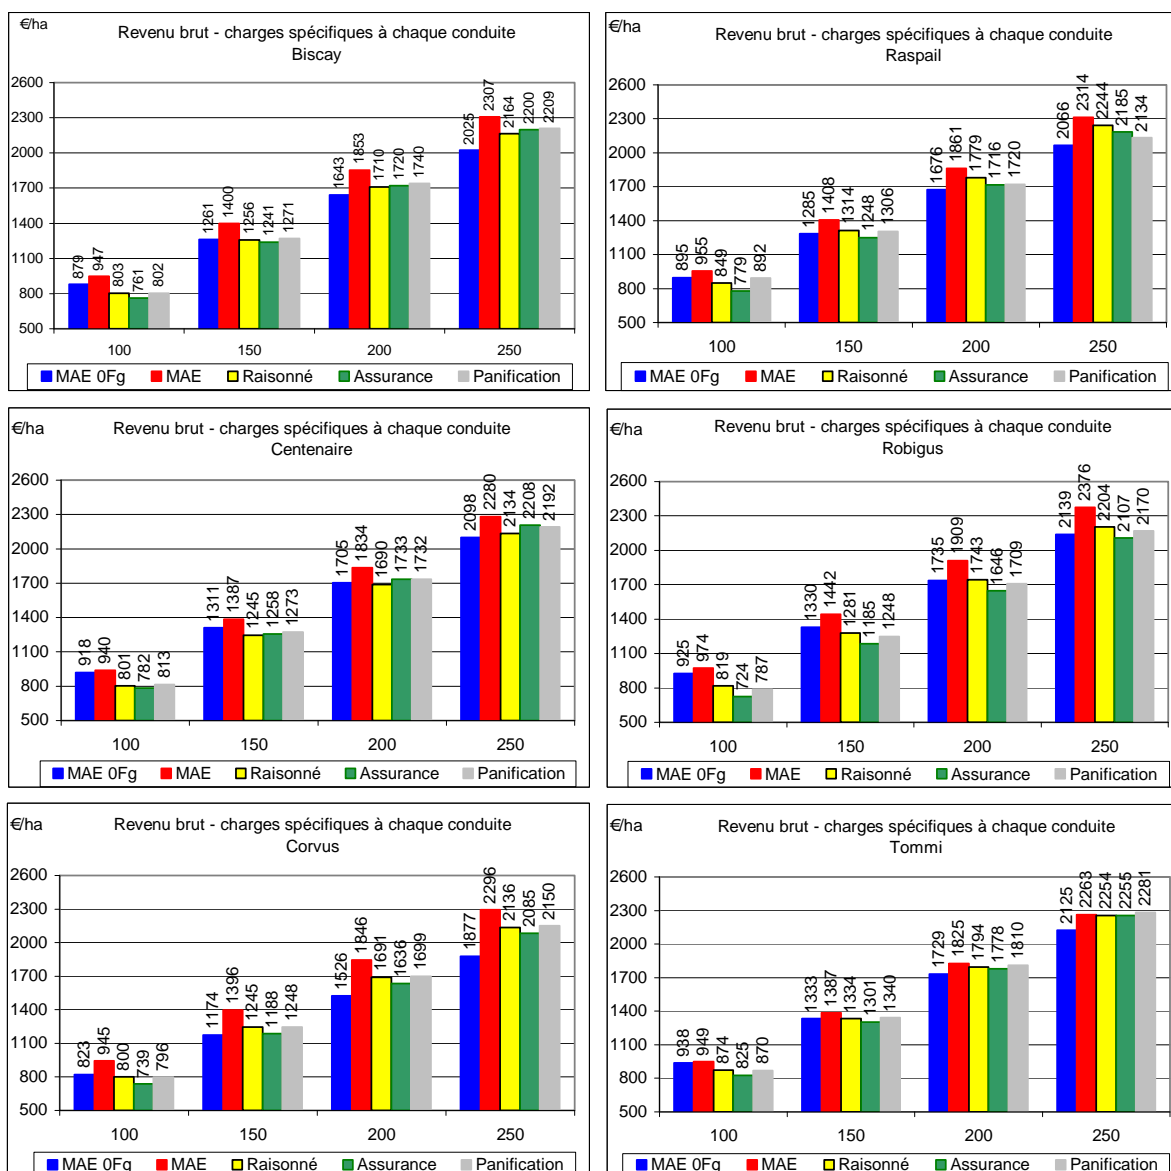 €/ha
Revenu brut - charges spécifiques à chaque conduite
Biscay
2600
2300
2000
1700
1400
1100
800
500
879 947 803 761 802
1261 1400 1256 1241 1271
1643 1853 1710 1720 1740
2025 2307 2164 2200 2209
100 150 200 250
MAE 0Fg MAE Raisonné Assurance Panification
€/ha
Revenu brut - charges spécifiques à chaque conduite
Raspail
2600
2300
2000
1700
1400
1100
800
500
895 955 849 779 892
1285 1408 1314 1248 1306
1676 1861 1779 1716 1720
2066 2314 2244 2185 2134
100 150 200 250
MAE 0Fg MAE Raisonné Assurance Panification
€/ha
Revenu brut - charges spécifiques à chaque conduite
Centenaire
2600
2300
2000
1700
1400
1100
800
500
918 940 801 782 813
1311 1387 1245 1258 1273
1705 1834 1690 1733 1732
2098 2280 2134 2208 2192
100 150 200 250
MAE 0Fg MAE Raisonné Assurance Panification
€/ha
Revenu brut - charges spécifiques à chaque conduite
Robigus
2600
2300
2000
1700
1400
1100
800
500
925 974 819 724 787
1330 1442 1281 1185 1248
1735 1909 1743 1646 1709
2139 2376 2204 2107 2170
100 150 200 250
MAE 0Fg MAE Raisonné Assurance Panification
€/ha
Revenu brut - charges spécifiques à chaque conduite
Corvus
2600
2300
2000
1700
1400
1100
800
500
823 945 800 739 796
1174 1396 1245 1188 1248
1526 1846 1691 1636 1699
1877 2296 2136 2085 2150
100 150 200 250
MAE 0Fg MAE Raisonné Assurance Panification
€/ha
Revenu brut - charges spécifiques à chaque conduite
Tommi
2600
2300
2000
1700
1400
1100
800
500
938 949 874 825 870
1333 1387 1334 1301 1340
1729 1825 1794 1778 1810
2125 2263 2254 2255 2281
100 150 200 250
MAE 0Fg MAE Raisonné Assurance Panification